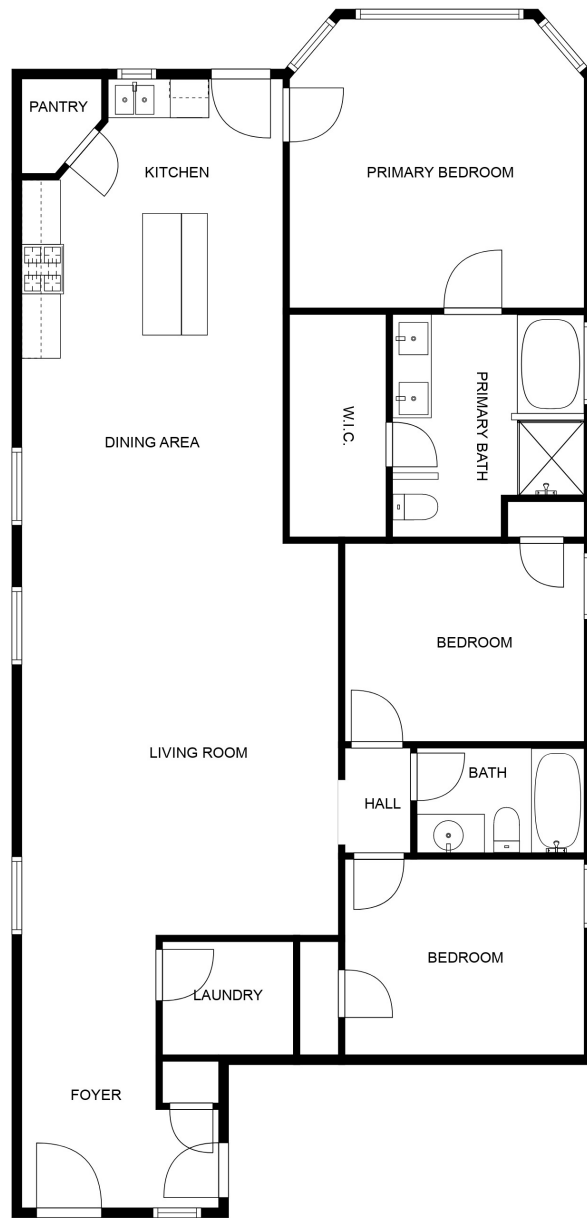 PANTRY
KITCHEN
PRIMARY BEDROOM
DINING AREA
W.I.C.
PRIMARY BATH
BEDROOM
LIVING ROOM
BATH
HALL
BEDROOM
LAUNDRY
FOYER